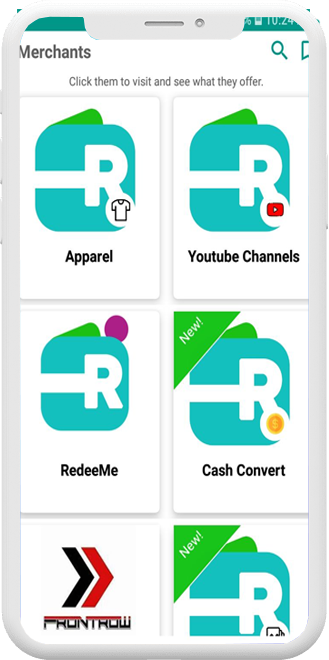 % 10:24
Merchants
Click them to visit and see what they offer.
R
R
Apparel
Youtube Channels
New!
R
R
$
RedeeMe
Cash Convert
New!
R
FRONTROW